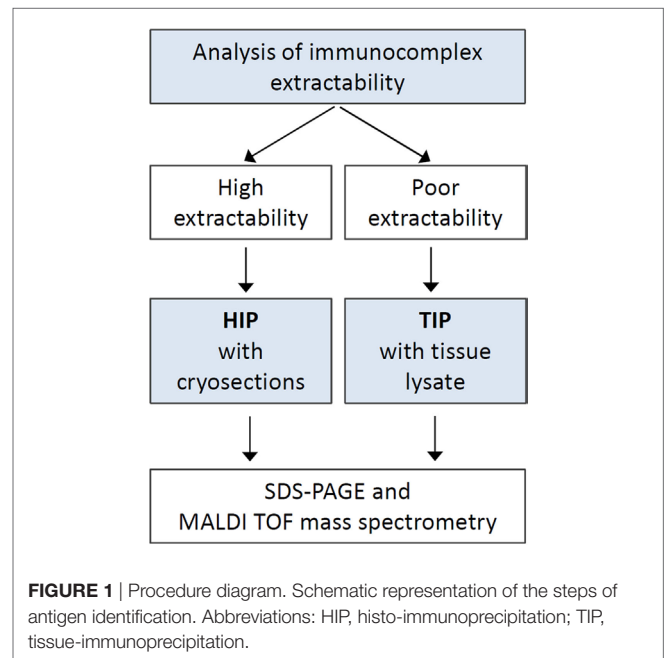 Analysis of immunocomplex
extractability
High
extractability
Poor
extractability
HIP
with
cryosections
TIP
with tissue
lysate
SDS-PAGE and
MALDI TOF mass spectrometry
FIGURE 1 | Procedure diagram. Schematic representation of the steps of
antigen identification. Abbreviations: HIP, histo-immunoprecipitation; TIP,
tissue-immunoprecipitation.